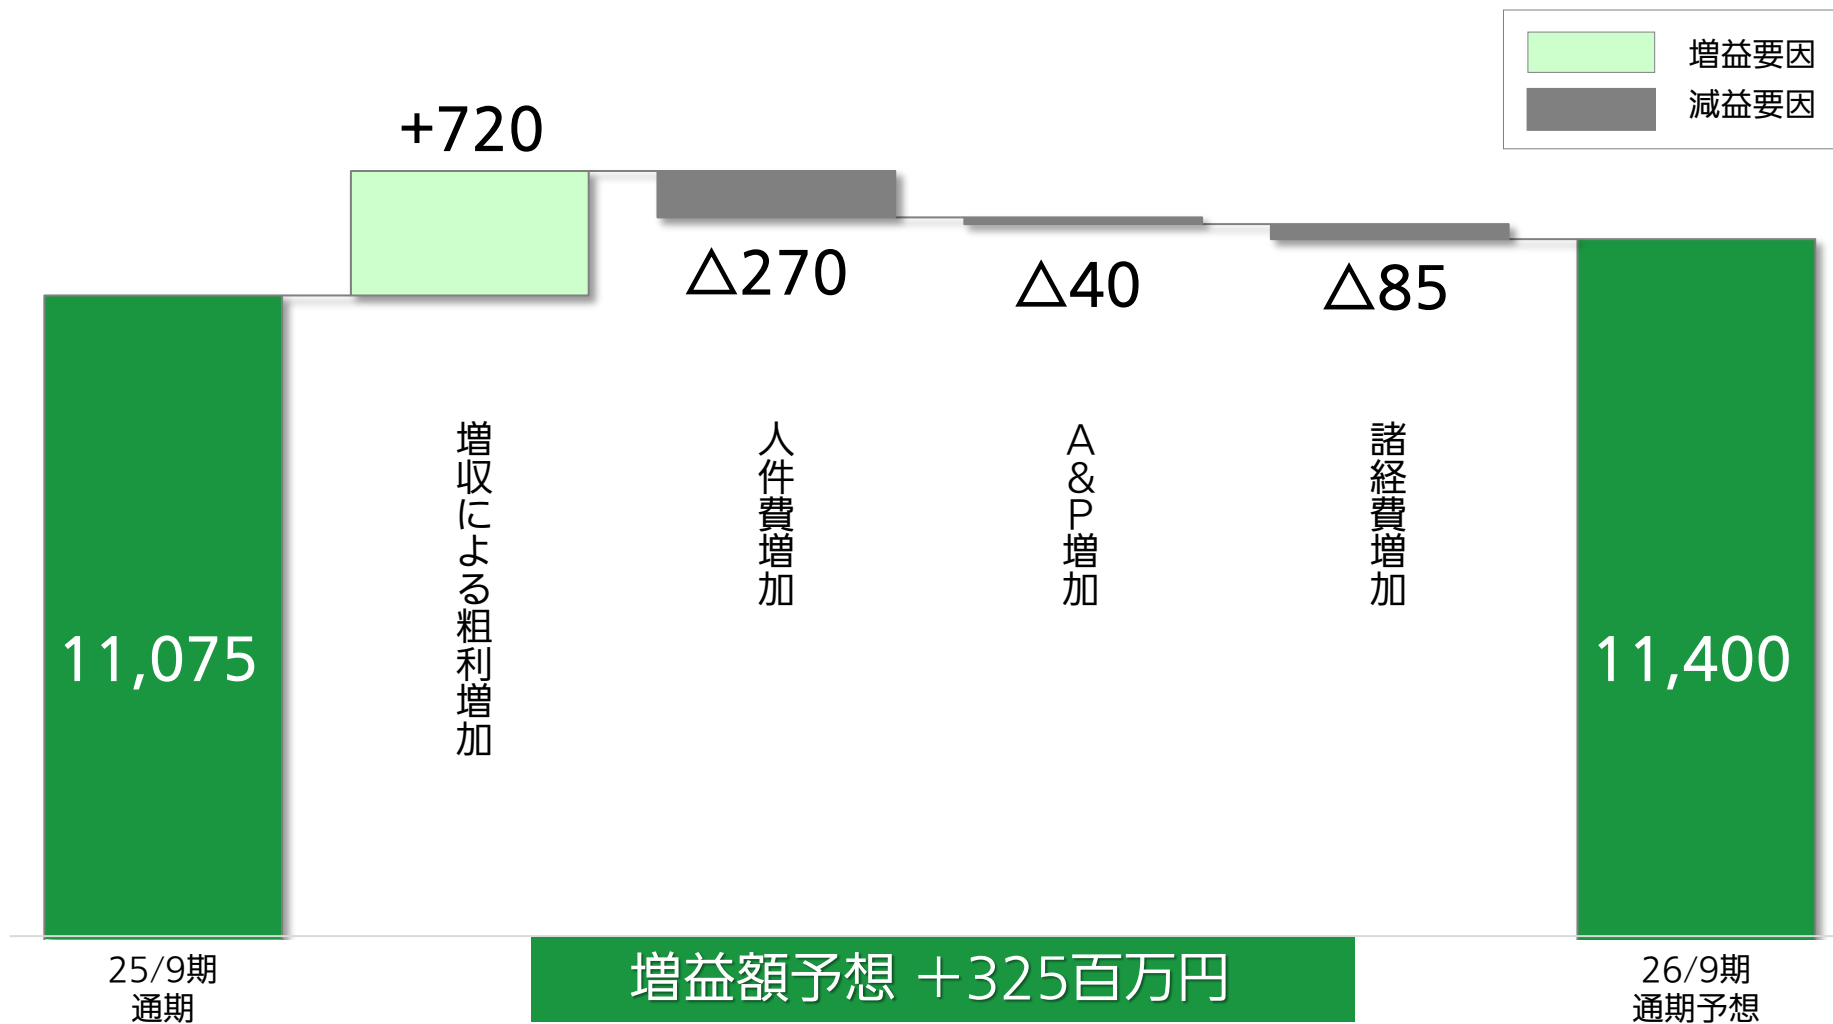 増益要因
減益要因
+720
△270
△40
△85
増収による粗利増加
人件費増加
A&P増加
諸経費増加
11,075
11,400
25/9期
通期
増益額予想 +325百万円
26/9期
通期予想